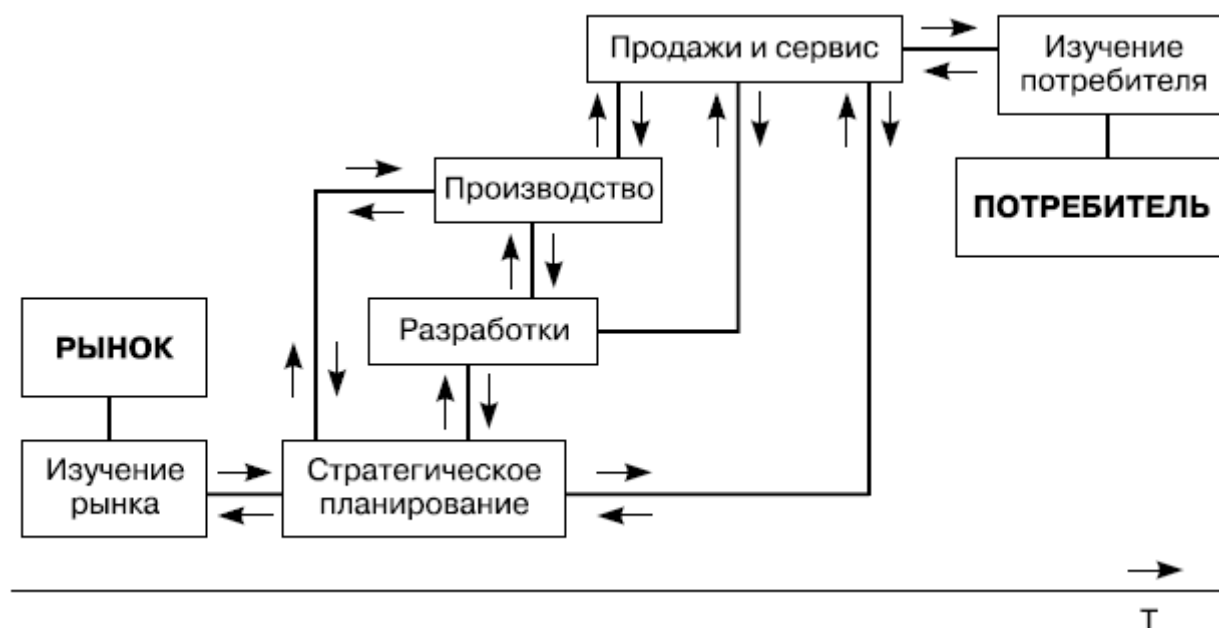 Продажи и сервис
Изучение
потребителя
Производство
ПОТРЕБИТЕЛЬ
Разработки
РЫНОК
Изучение
рынка
Стратегическое
планирование
Т